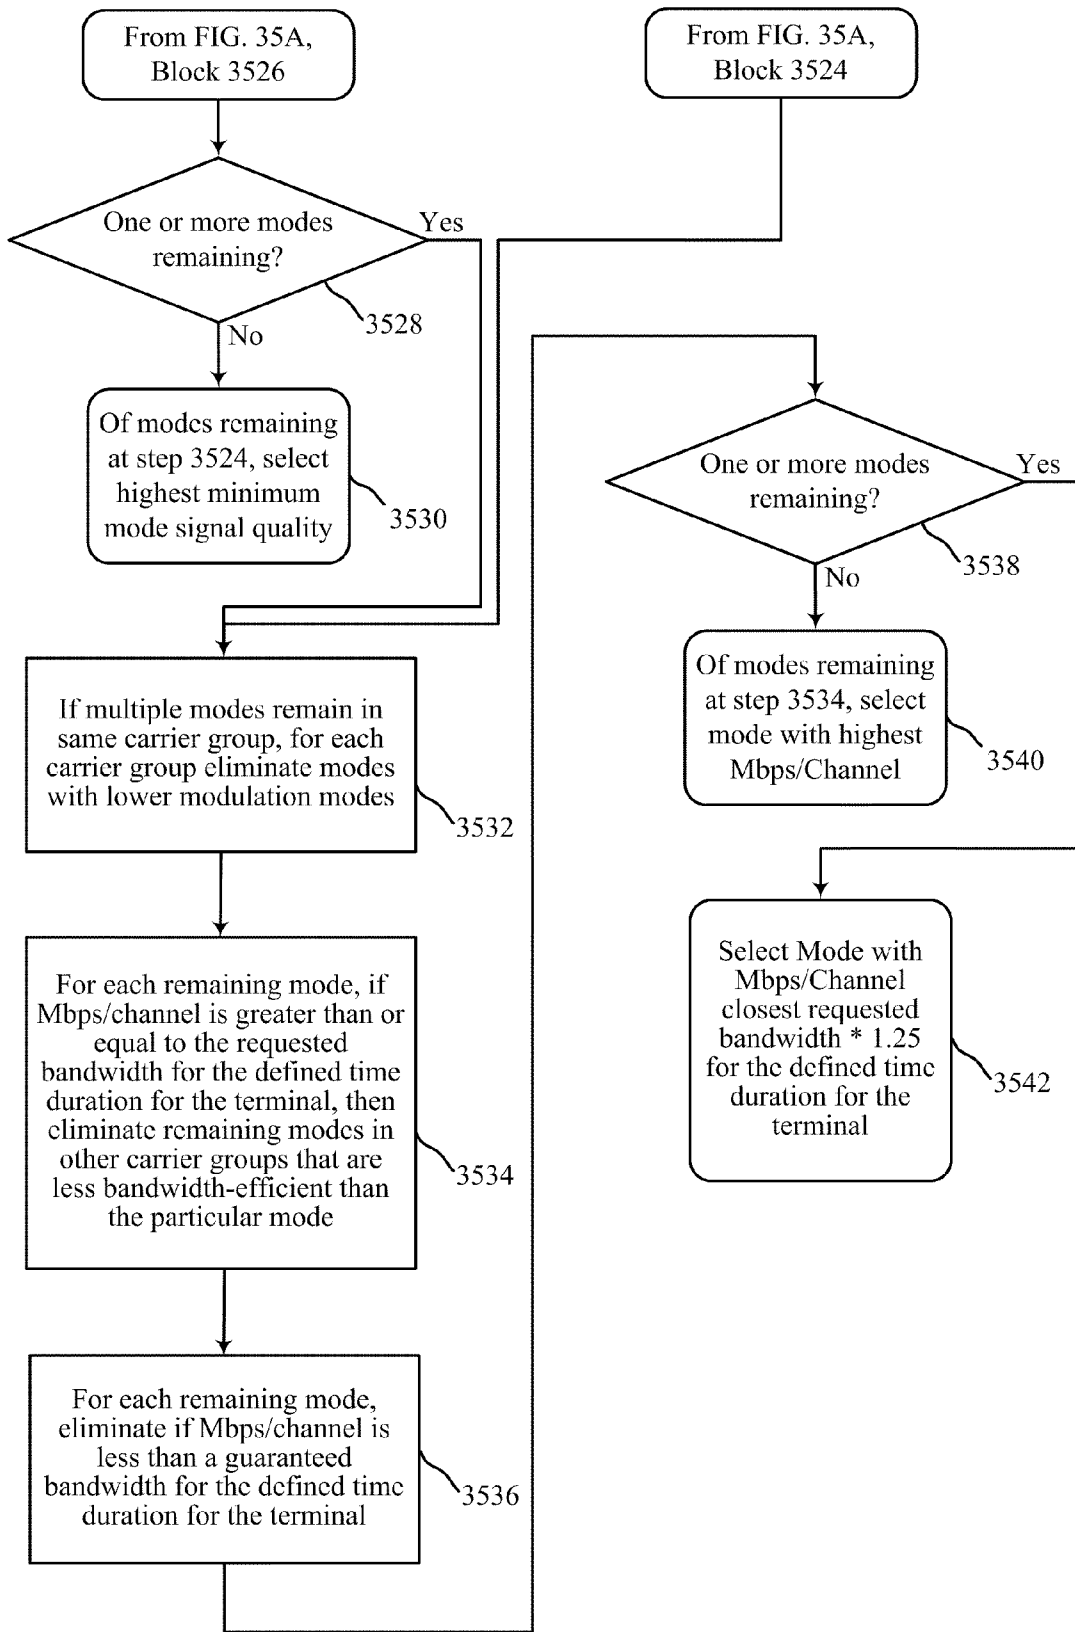 From FIG. 35A,
Block 3526
From FIG. 35A,
Block 3524
One or more modes
remaining?
Yes
3528
No
Of modes remaining
at step 3524, select
highest minimum
mode signal quality
3530
If multiple modes remain in
same carrier group, for each
carrier group eliminate modes
with lower modulation modes
3532
For each remaining mode, if
Mbps/channel is greater than or
equal to the requested
bandwidth for the defined time
duration for the terminal, then
eliminate remaining modes in
other carrier groups that are
less bandwidth-efficient than
the particular mode
3534
For each remaining mode,
eliminate if Mbps/channel is
less than a guaranteed
bandwidth for the defined time
duration for the terminal
3536
One or more modes
remaining?
Yes
3538
No
Of modes remaining
at step 3534, select
mode with highest
Mbps/Channel
3540
Select Mode with
Mbps/Channel
closest requested
bandwidth * 1.25
for the defined time
duration for the
terminal
3542